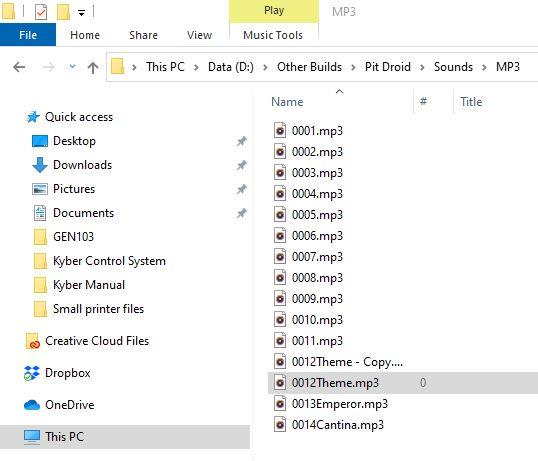 Play
MP3
File
Home
Share
View
Music Tools
This PC
Data (D:)
Other Builds
Pit Droid
Sounds
MP3
Name
#
Title
Quick access
Desktop
Downloads
Pictures
Documents
GEN103
Kyber Control System
Kyber Manual
Small printer files
Creative Cloud Files
Dropbox
OneDrive
This PC
0001.mp3
0002.mp3
0003.mp3
0004.mp3
0005.mp3
0006.mp3
0007.mp3
0008.mp3
0009.mp3
0010.mp3
0011.mp3
0012Theme - Copy....
0012Theme.mp3 0
0013Emperor.mp3
0014Cantina.mp3